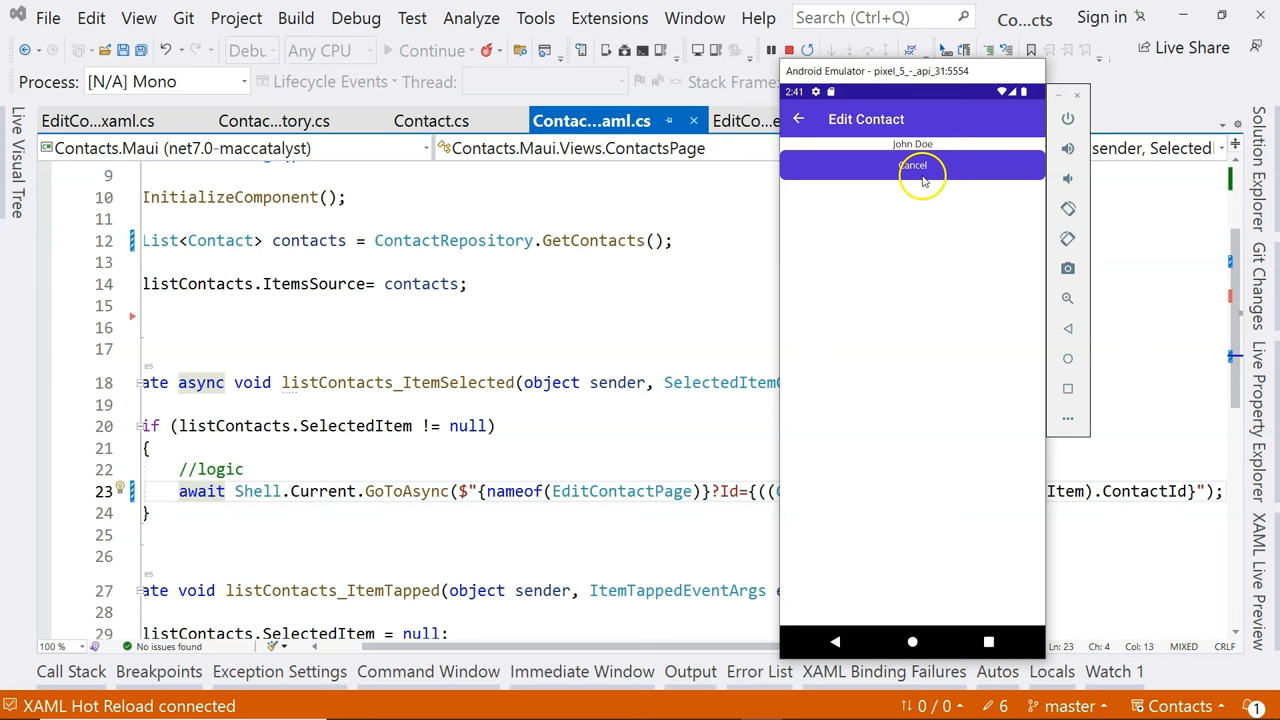 File Edit View Git Project Build Debug Test Analyze Tools Extensions Window Help Search (Ctrl+Q) Co...cts Sign in
Debu Any CPU Continue Live Share
Process: [N/A] Mono Lifecycle Events Thread: Stack Frame:
Android Emulator - pixel_5_-_api_31:5554
EditCo...xaml.cs Contac...tory.cs Contact.cs Contac...aml.cs EditCo...e
Contacts.Maui (net7.0-maccatalyst) Contacts.Maui.Views.ContactsPage sender, Selected
9
10 InitializeComponent();
11
12 List<Contact> contacts = ContactRepository.GetContacts();
13
14 listContacts.ItemsSource= contacts;
15
16
17
18 ate async void listContacts_ItemSelected(object sender, SelectedItem
19
20 if (listContacts.SelectedItem != null)
21 {
22 //logic
23 await Shell.Current.GoToAsync($"{nameof(EditContactPage)}?Id={(( Item).ContactId}");
24 }
25
26
27 ate void listContacts_ItemTapped(object sender, ItemTappedEventArgs e
28
29 listContacts.SelectedItem = null;
2:41
Edit Contact
John Doe
Cancel
Live Visual Tree
Solution Explorer
Git Changes
Live Property Explorer
XAML Live Preview
100 % No issues found Ln: 23 Ch: 4 Col: 13 MIXED CRLF
Call Stack Breakpoints Exception Settings Command Window Immediate Window Output Error List XAML Binding Failures Autos Locals Watch 1
XAML Hot Reload connected 0 / 0 6 master Contacts 1